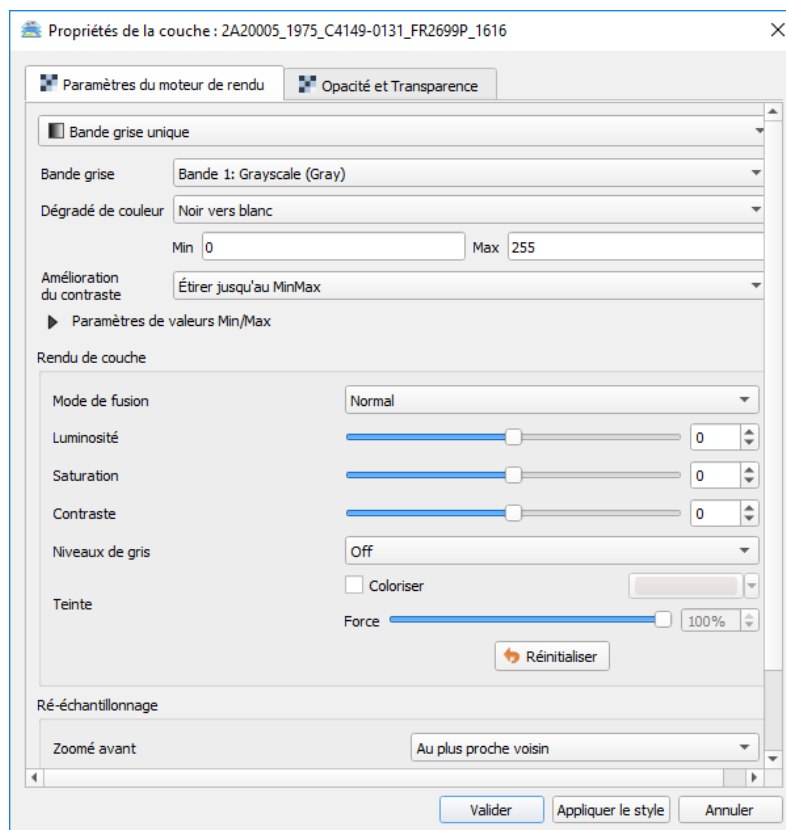 Propriétés de la couche : 2A20005_1975_C4149-0131_FR2699P_1616
Paramètres du moteur de rendu
Opacité et Transparence
Bande grise unique
Bande grise
Bande 1: Grayscale (Gray)
Dégradé de couleur
Noir vers blanc
Min 0
Max 255
Amélioration
du contraste
Étirer jusqu'au MinMax
Paramètres de valeurs Min/Max
Rendu de couche
Mode de fusion
Normal
Luminosité
0
Saturation
0
Contraste
0
Niveaux de gris
Off
Teinte
Coloriser
Force
100%
Réinitialiser
Ré-échantillonnage
Zoomé avant
Au plus proche voisin
Valider
Appliquer le style
Annuler